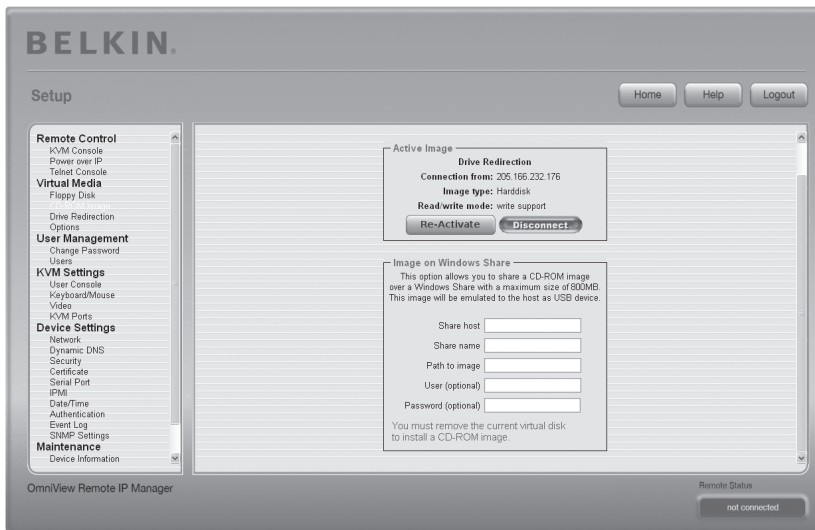 BELKIN.
Setup
Home
Help
Logout
Remote Control
KVM Console
Power over IP
Telnet Console
Virtual Media
Floppy Disk
CD-ROM Image
Drive Redirection
Options
User Management
Change Password
Users
KVM Settings
User Console
Keyboard/Mouse
Video
KVM Ports
Device Settings
Network
Dynamic DNS
Security
Certificate
Serial Port
IPMI
Date/Time
Authentication
Event Log
SNMP Settings
Maintenance
Device Information
Active Image
Drive Redirection
Connection from: 205.166.232.176
Image type: Harddisk
Read/write mode: write support
Re-Activate
Disconnect
Image on Windows Share
This option allows you to share a CD-ROM image
over a Windows Share with a maximum size of 800MB.
This image will be emulated to the host as USB device.
Share host
Share name
Path to image
User (optional)
Password (optional)
You must remove the current virtual disk
to install a CD-ROM image.
OmniView Remote IP Manager
Remote Status
not connected